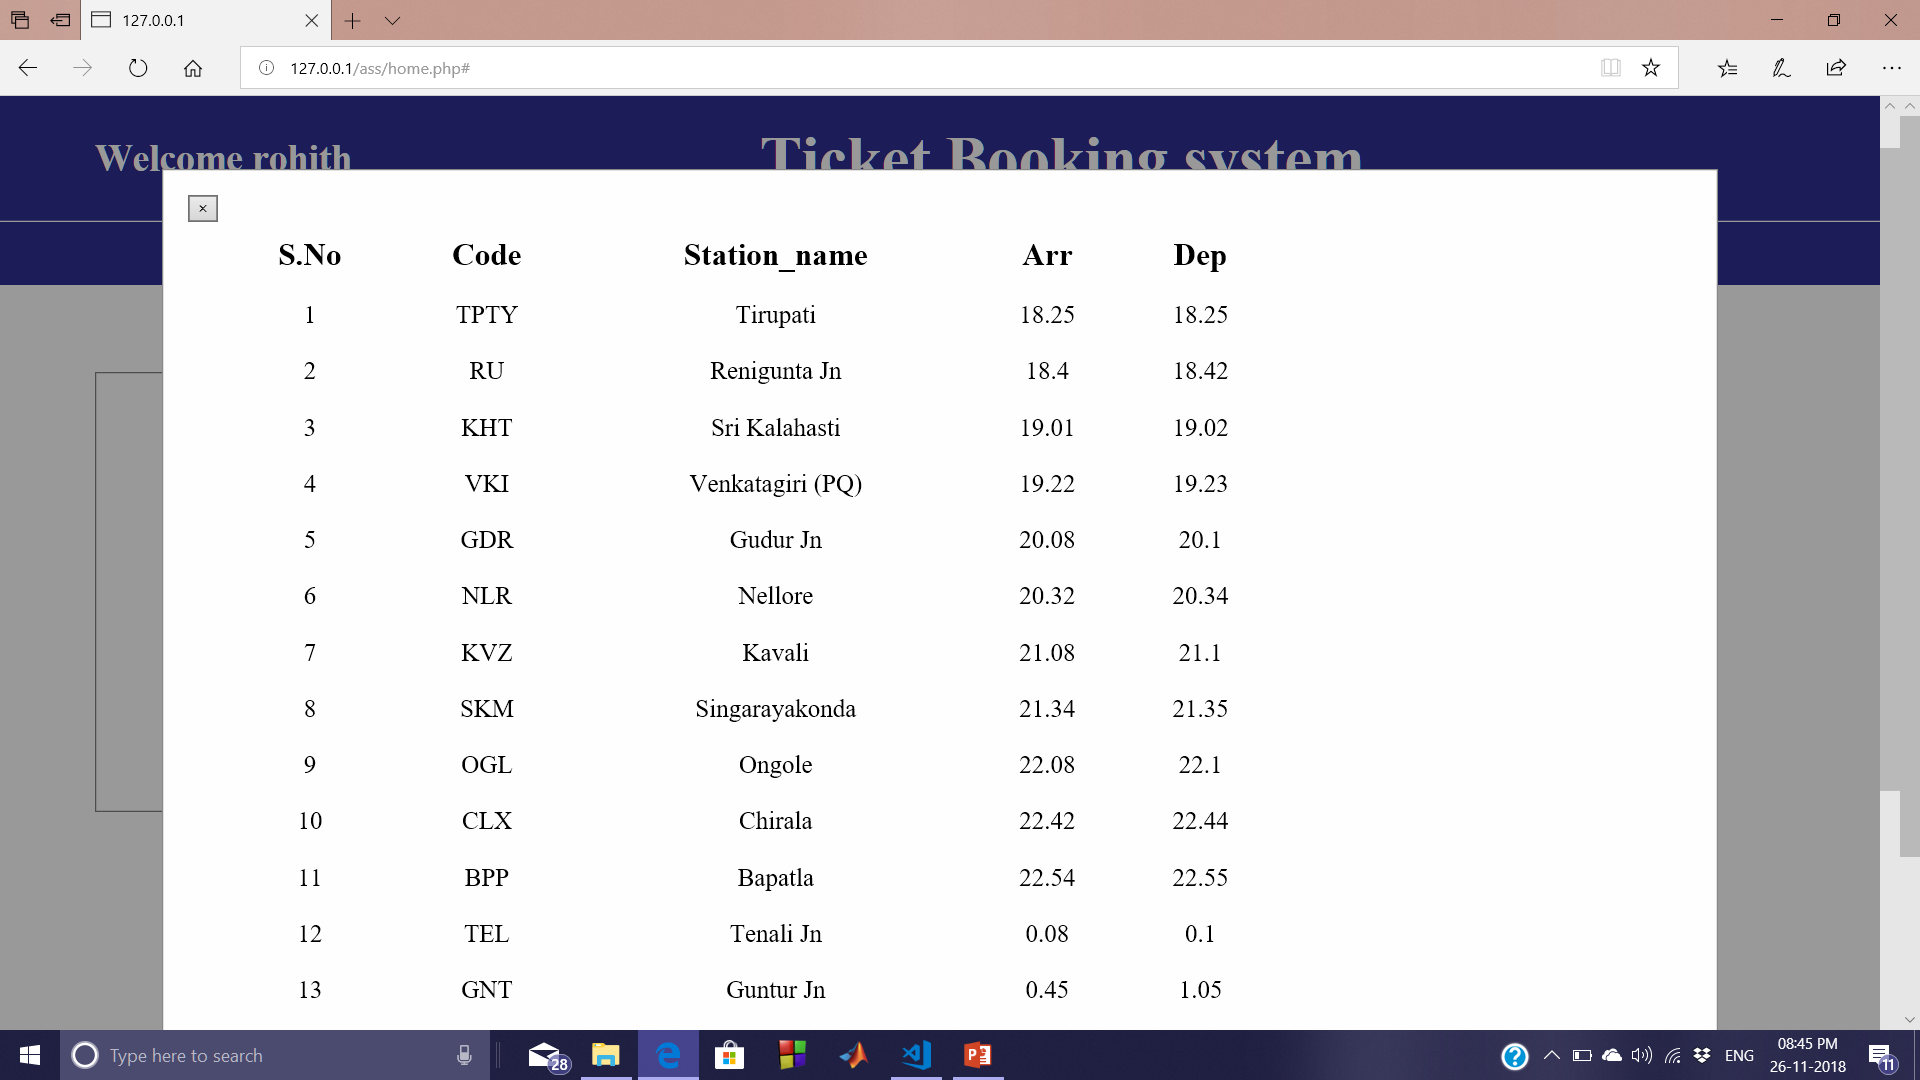 127.0.0.1
127.0.0.1/ass/home.php#
Welcome rohith
Ticket Booking system
×
S.No Code Station_name Arr Dep
1 TPTY Tirupati 18.25 18.25
2 RU Renigunta Jn 18.4 18.42
3 KHT Sri Kalahasti 19.01 19.02
4 VKI Venkatagiri (PQ) 19.22 19.23
5 GDR Gudur Jn 20.08 20.1
6 NLR Nellore 20.32 20.34
7 KVZ Kavali 21.08 21.1
8 SKM Singarayakonda 21.34 21.35
9 OGL Ongole 22.08 22.1
10 CLX Chirala 22.42 22.44
11 BPP Bapatla 22.54 22.55
12 TEL Tenali Jn 0.08 0.1
13 GNT Guntur Jn 0.45 1.05
Type here to search
28
ENG
08:45 PM
26-11-2018
11